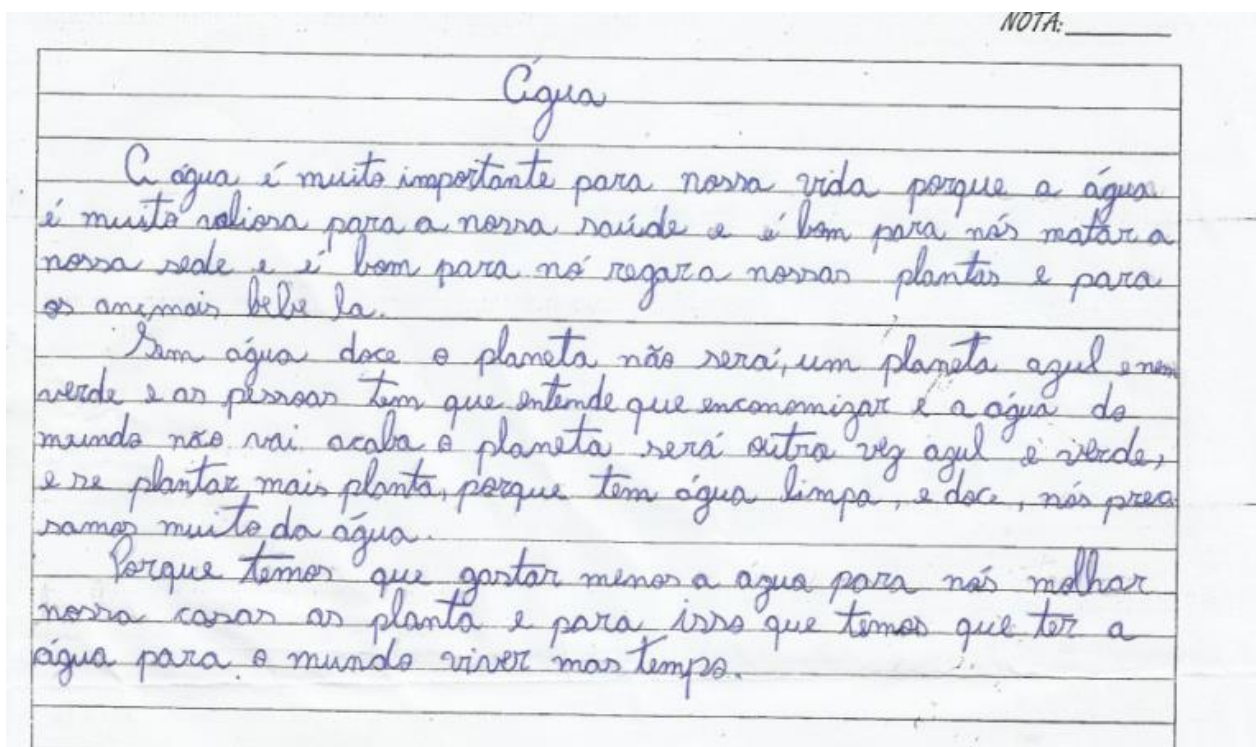 NOTA:
Água
A água é muito importante para nossa vida porque a água
é muito valiosa para a nossa saúde e é bom para nós matar a
nossa sede e é bom para nó regara nossas plantas e para
os animais bebe la.
Sem água doce o planeta não será, um planeta azul e nem
verde e as pessoas tem que entende que enconomizar é a água do
mundo não vai acaba o planeta será outra vez azul é verde,
e se plantar mais planta, porque tem água limpa, e doce, nós preci
samos muito da água.
Porque temos que gastar menos a água para nós molhar
nossa casas as planta e para isso que temos que ter a
água para o mundo viver mas tempo.